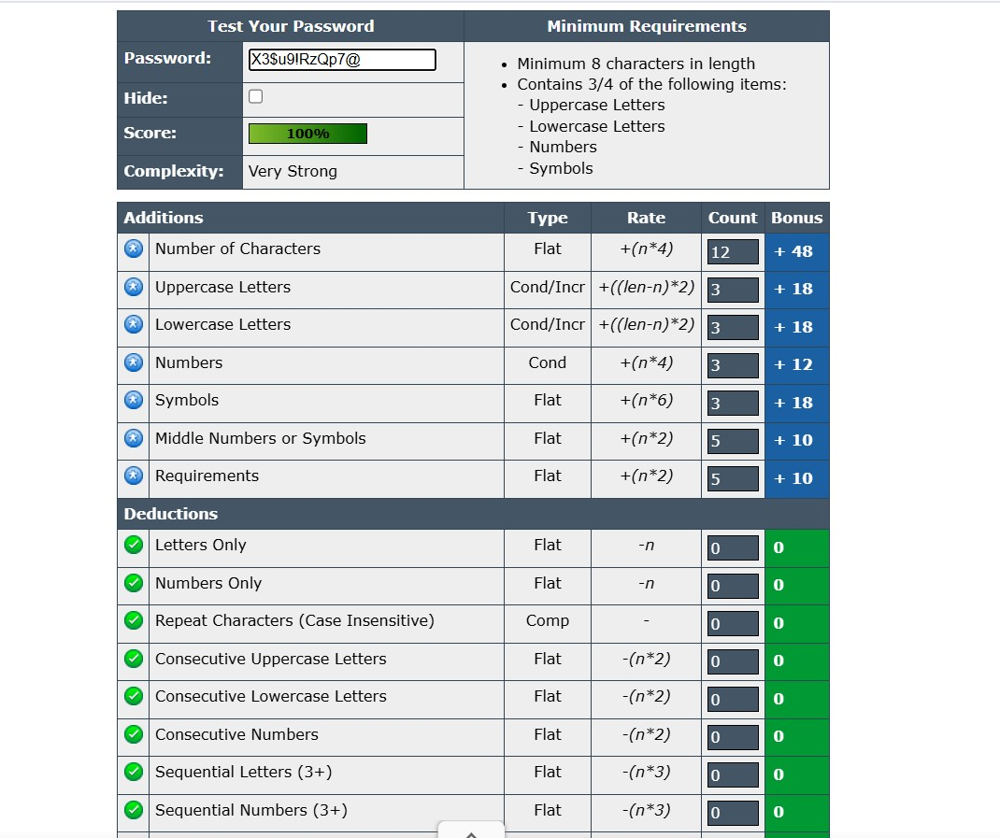 Test Your Password
Minimum Requirements
Password: X3$u9!RzQp7@
Hide:
Score: 100%
Complexity: Very Strong
• Minimum 8 characters in length
• Contains 3/4 of the following items:
- Uppercase Letters
- Lowercase Letters
- Numbers
- Symbols
Additions Type Rate Count Bonus
Number of Characters Flat +(n*4) 12 + 48
Uppercase Letters Cond/Incr +((len-n)*2) 3 + 18
Lowercase Letters Cond/Incr +((len-n)*2) 3 + 18
Numbers Cond +(n*4) 3 + 12
Symbols Flat +(n*6) 3 + 18
Middle Numbers or Symbols Flat +(n*2) 5 + 10
Requirements Flat +(n*2) 5 + 10
Deductions
Letters Only Flat -n 0 0
Numbers Only Flat -n 0 0
Repeat Characters (Case Insensitive) Comp - 0 0
Consecutive Uppercase Letters Flat -(n*2) 0 0
Consecutive Lowercase Letters Flat -(n*2) 0 0
Consecutive Numbers Flat -(n*2) 0 0
Sequential Letters (3+) Flat -(n*3) 0 0
Sequential Numbers (3+) Flat -(n*3) 0 0